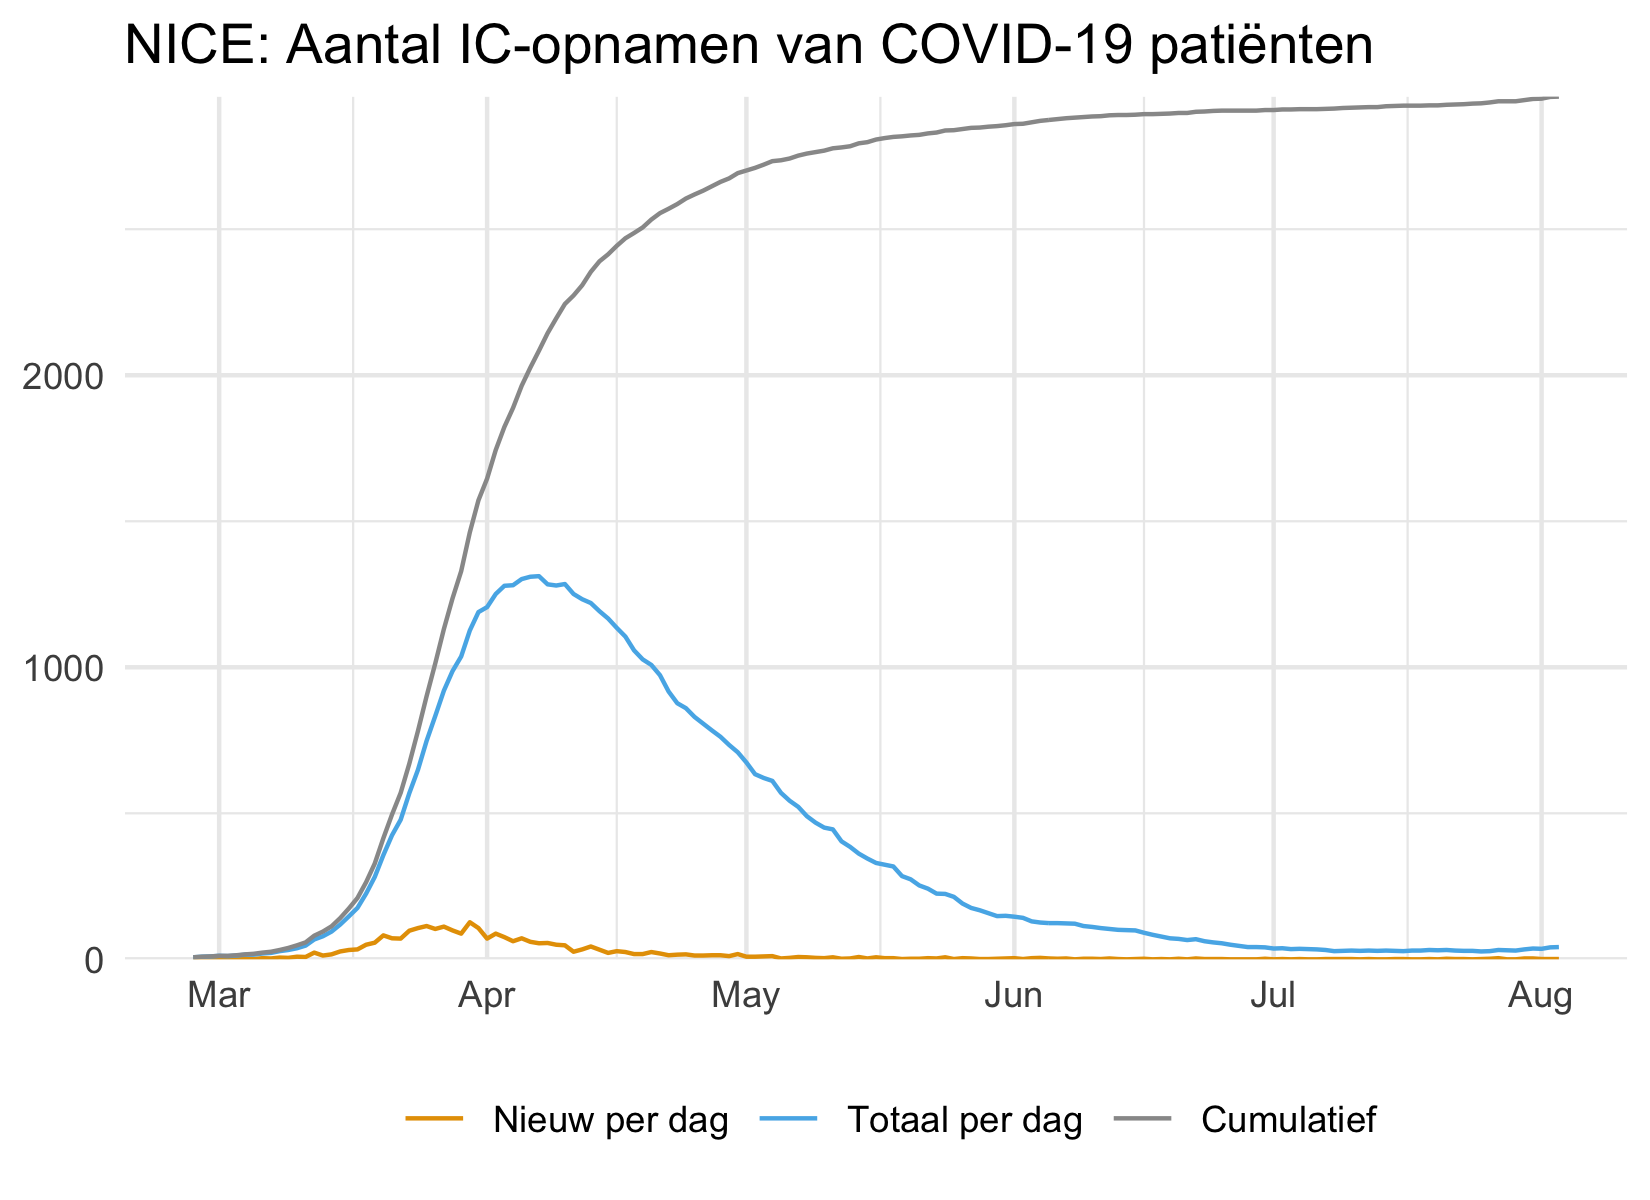 NICE: Aantal IC-opnamen van COVID-19 patiënten
2000
1000
0
Mar Apr May Jun Jul Aug
Nieuw per dag Totaal per dag Cumulatief